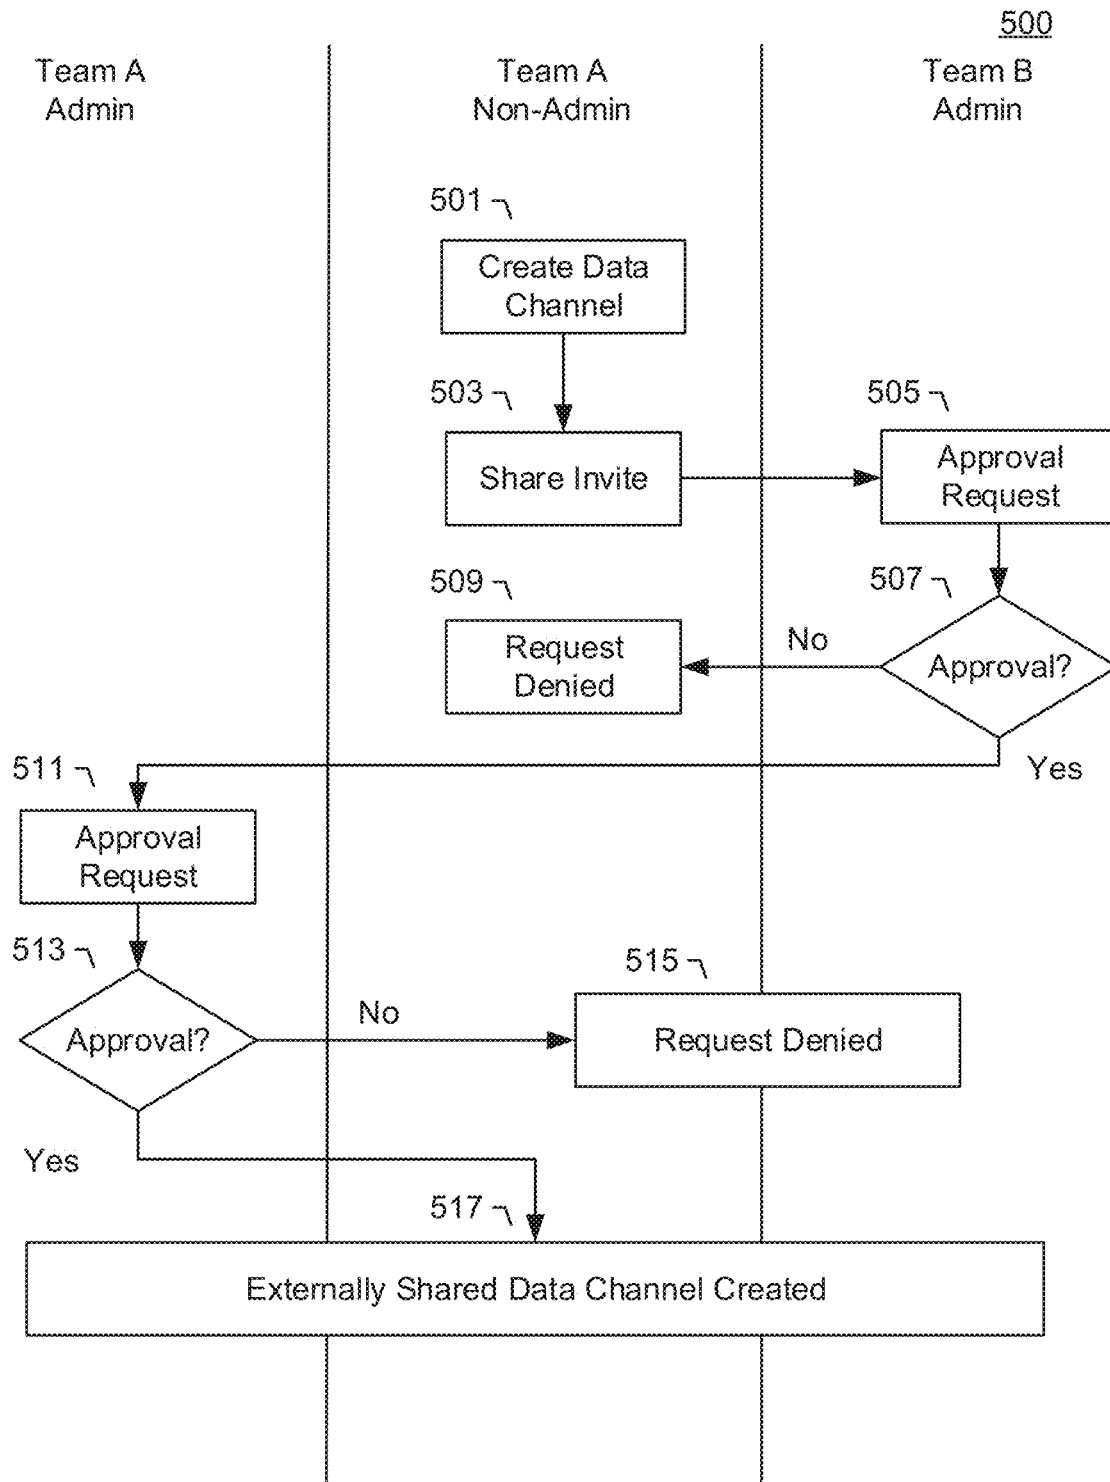 500
Team A
Admin
Team A
Non-Admin
Team B
Admin
501
Create Data
Channel
503
Share Invite
505
Approval
Request
507
Approval?
No
Yes
509
Request
Denied
511
Approval
Request
513
Approval?
No
Yes
515
Request Denied
517
Externally Shared Data Channel Created